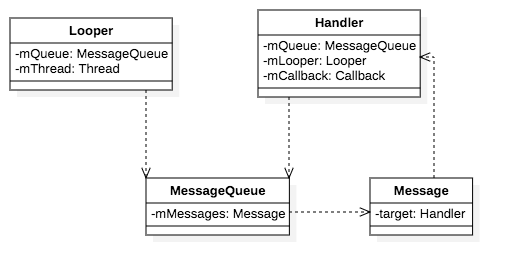 Looper
-mQueue: MessageQueue
-mThread: Thread
Handler
-mQueue: MessageQueue
-mLooper: Looper
-mCallback: Callback
MessageQueue
-mMessages: Message
Message
-target: Handler